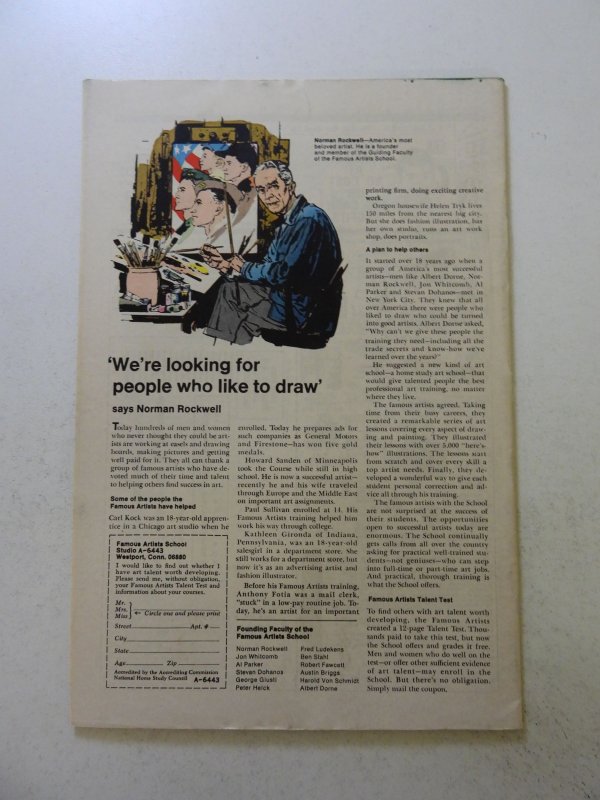 Norman Rockwell—America's most
beloved artist. He is a founder
and member of the Guiding Faculty
of the Famous Artists School.
'We're looking for
people who like to draw'
says Norman Rockwell
Today hundreds of men and women
who never thought they could be art-
ists are working at easels and drawing
boards, making pictures and getting
well paid for it. They all can thank a
group of famous artists who have de-
voted much of their time and talent
to helping others find success in art.
Some of the people the
Famous Artists have helped
Carl Kock was an 18-year-old appren-
tice in a Chicago art studio when he
enrolled. Today he prepares ads for
such companies as General Motors
and Firestone—has won five gold
medals.
Howard Sanden of Minneapolis
took the Course while still in high
school. He is now a successful artist—
recently he and his wife traveled
through Europe and the Middle East
on important art assignments.
Paul Sullivan enrolled at 14. His
Famous Artists training helped him
work his way through college.
Kathleen Gironda of Indiana,
Pennsylvania, was an 18-year-old
salesgirl in a department store. She
still works for a department store, but
now it's as an advertising artist and
fashion illustrator.
Before his Famous Artists training,
Anthony Fotia was a mail clerk,
"stuck" in a low-pay routine job. To-
day, he's an artist for an important
printing firm, doing exciting creative
work.
Oregon housewife Helen Tryk lives
150 miles from the nearest big city.
But she does fashion illustration, has
her own studio, runs an art work
shop, does portraits.
A plan to help others
It started over 18 years ago when a
group of America's most successful
artists—men like Albert Dorne, Nor-
man Rockwell, Jon Whitcomb, Al
Parker and Stevan Dohanos—met in
New York City. They knew that all
over America there were people who
liked to draw who could be turned
into good artists. Albert Dorne asked,
"Why can't we give these people the
training they need—including all the
trade secrets and know-how we've
learned over the years?"
He suggested a new kind of art
school—a home study art school—that
would give talented people the best
professional art training, no matter
where they live.
The famous artists agreed. Taking
time from their busy careers, they
created a remarkable series of art
lessons covering every aspect of draw-
ing and painting. They illustrated
their lessons with over 5,000 "here's-
how" illustrations. The lessons start
from scratch and cover every skill a
top artist needs. Finally, they de-
veloped a wonderful way to give each
student personal correction and ad-
vice all through his training.
The famous artists with the School
are not surprised at the success of
their students. The opportunities
open to successful artists today are
enormous. The School continually
gets calls from all over the country
asking for practical well-trained stu-
dents—not geniuses—who can step
into full-time or part-time art jobs.
And practical, thorough training is
what the School offers.
Famous Artists Talent Test
To find others with art talent worth
developing, the Famous Artists
created a 12-page Talent Test. Thou-
sands paid to take this test, but now
the School offers and grades it free.
Men and women who do well on the
test—or offer other sufficient evidence
of art talent—may enroll in the
School. But there's no obligation.
Simply mail the coupon.
Famous Artists School
Studio A-6443
Westport, Conn. 06880
I would like to find out whether I
have art talent worth developing.
Please send me, without obligation,
your Famous Artists Talent Test and
information about your courses.
Mr.
Mrs.
Miss
← Circle one and please print
Street Apt. #
City
State
Age Zip
Accredited by the Accrediting Commission
National Home Study Council A-6443
Founding Faculty of the
Famous Artists School
Norman Rockwell
Jon Whitcomb
Al Parker
Stevan Dohanos
George Giusti
Peter Helck
Fred Ludekens
Ben Stahl
Robert Fawcett
Austin Briggs
Harold Von Schmidt
Albert Dorne